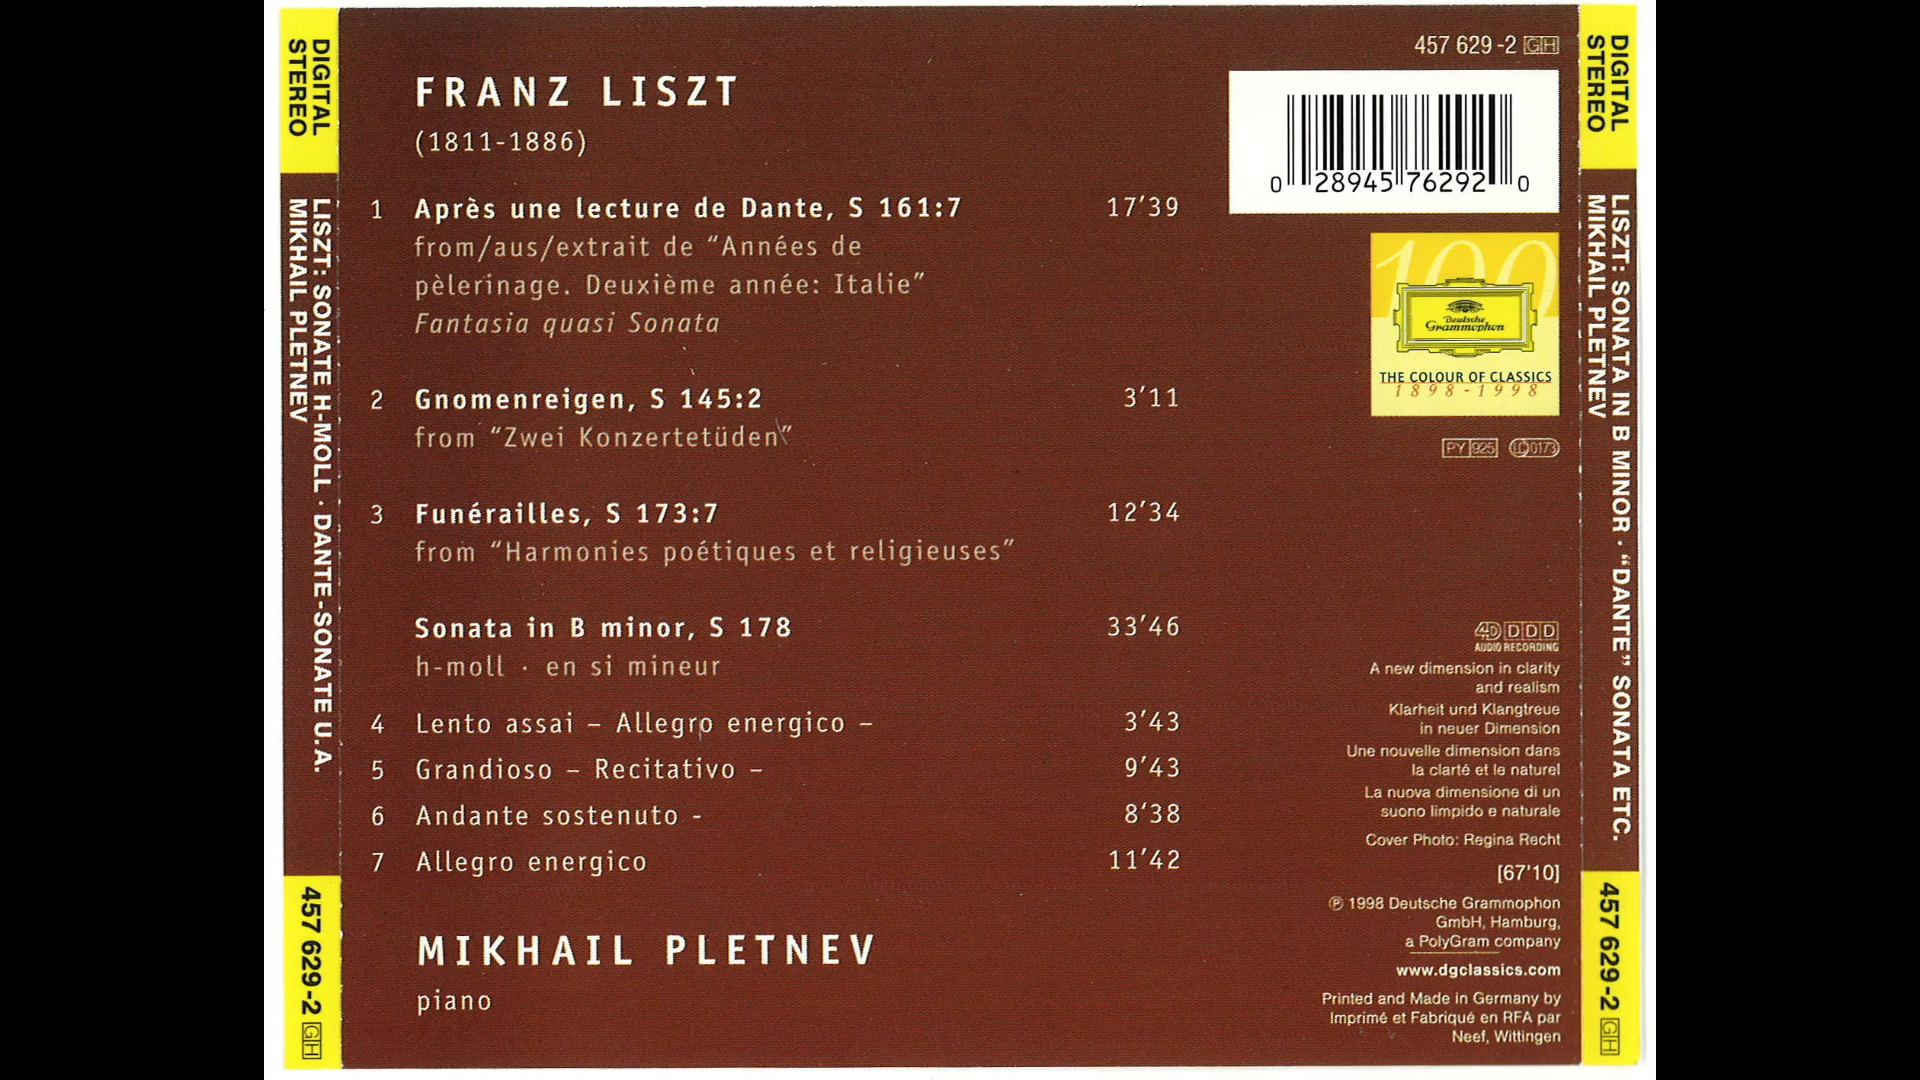 DIGITAL
STEREO
LISZT: SONATE H-MOLL · DANTE-SONATE U.A.
MIKHAIL PLETNEV
457 629-2 GH
FRANZ LISZT
(1811-1886)
1 Après une lecture de Dante, S 161:7 17’39
from/aus/extrait de “Années de
pèlerinage. Deuxième année: Italie”
Fantasia quasi Sonata
2 Gnomenreigen, S 145:2 3’11
from “Zwei Konzertetüden”
3 Funérailles, S 173:7 12’34
from “Harmonies poétiques et religieuses”
Sonata in B minor, S 178 33’46
h-moll · en si mineur
4 Lento assai – Allegro energico – 3’43
5 Grandioso – Recitativo – 9’43
6 Andante sostenuto - 8’38
7 Allegro energico 11’42
MIKHAIL PLETNEV
piano
457 629-2 GH
0 28945 76292 0
100
Deutsche
Grammophon
THE COLOUR OF CLASSICS
1898-1998
PY 925 LC 0173
4D DDD
AUDIO RECORDING
A new dimension in clarity
and realism
Klarheit und Klangtreue
in neuer Dimension
Une nouvelle dimension dans
la clarté et le naturel
La nuova dimensione di un
suono limpido e naturale
Cover Photo: Regina Recht
[67'10]
℗ 1998 Deutsche Grammophon
GmbH, Hamburg,
a PolyGram company
www.dgclassics.com
Printed and Made in Germany by
Imprimé et Fabriqué en RFA par
Neef, Wittingen
DIGITAL
STEREO
LISZT: SONATA IN B MINOR · “DANTE” SONATA ETC.
MIKHAIL PLETNEV
457 629-2 GH